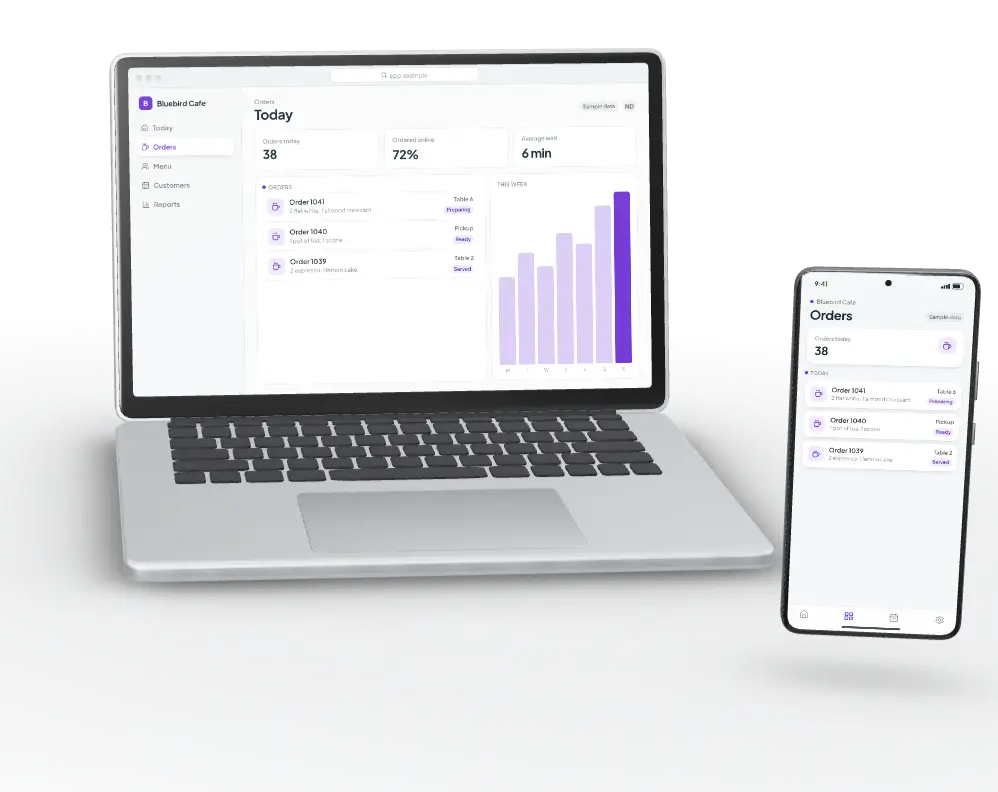 app.example
B Bluebird Cafe
Today
Orders
Menu
Customers
Reports
Orders
Today
Sample data ND
Orders today
38
Ordered online
72%
Average wait
6 min
ORDERS
Order 1041
2 flat white, 1 almond croissant
Table 6
Preparing
Order 1040
1 pot of tea, 1 scone
Pickup
Ready
Order 1039
2 espresso, 1 lemon cake
Table 2
Served
THIS WEEK
M T W T F S S
9:41
Bluebird Cafe
Orders
Sample data
Orders today
38
TODAY
Order 1041
2 flat white, 1 almond croissant
Table 6
Preparing
Order 1040
1 pot of tea, 1 scone
Pickup
Ready
Order 1039
2 espresso, 1 lemon cake
Table 2
Served